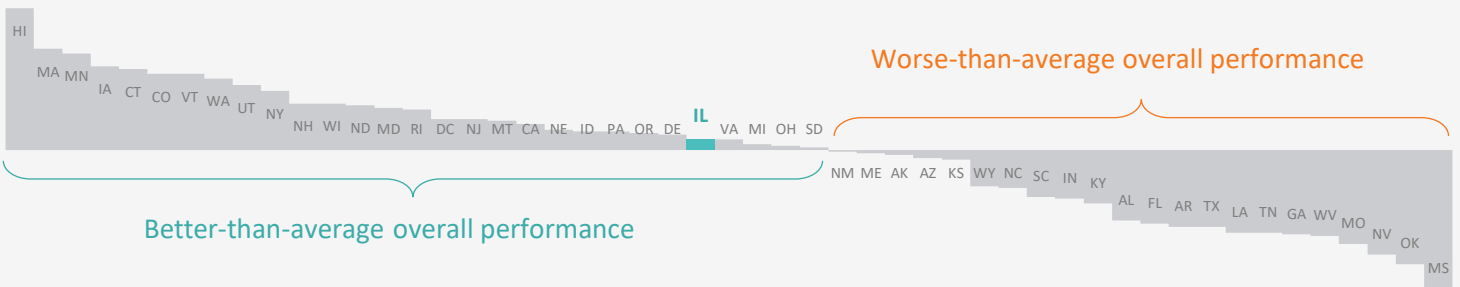 HI
MA MN IA CT CO VT WA UT NY NH WI ND MD RI DC NJ MT CA NE ID PA OR DE IL VA MI OH SD
Worse-than-average overall performance
NM ME AK AZ KS WY NC SC IN KY AL FL AR TX LA TN GA WV MO NV OK MS
Better-than-average overall performance